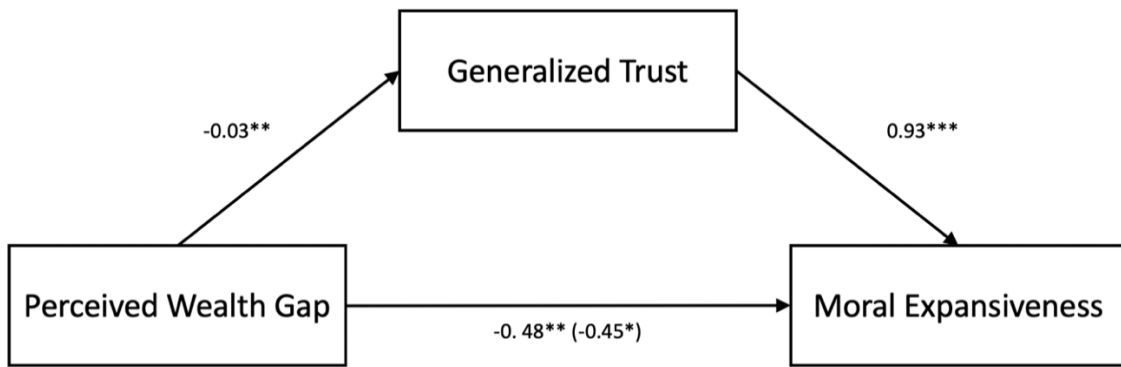 Generalized Trust
-0.03**
0.93***
Perceived Wealth Gap
Moral Expansiveness
-0. 48** (-0.45*)